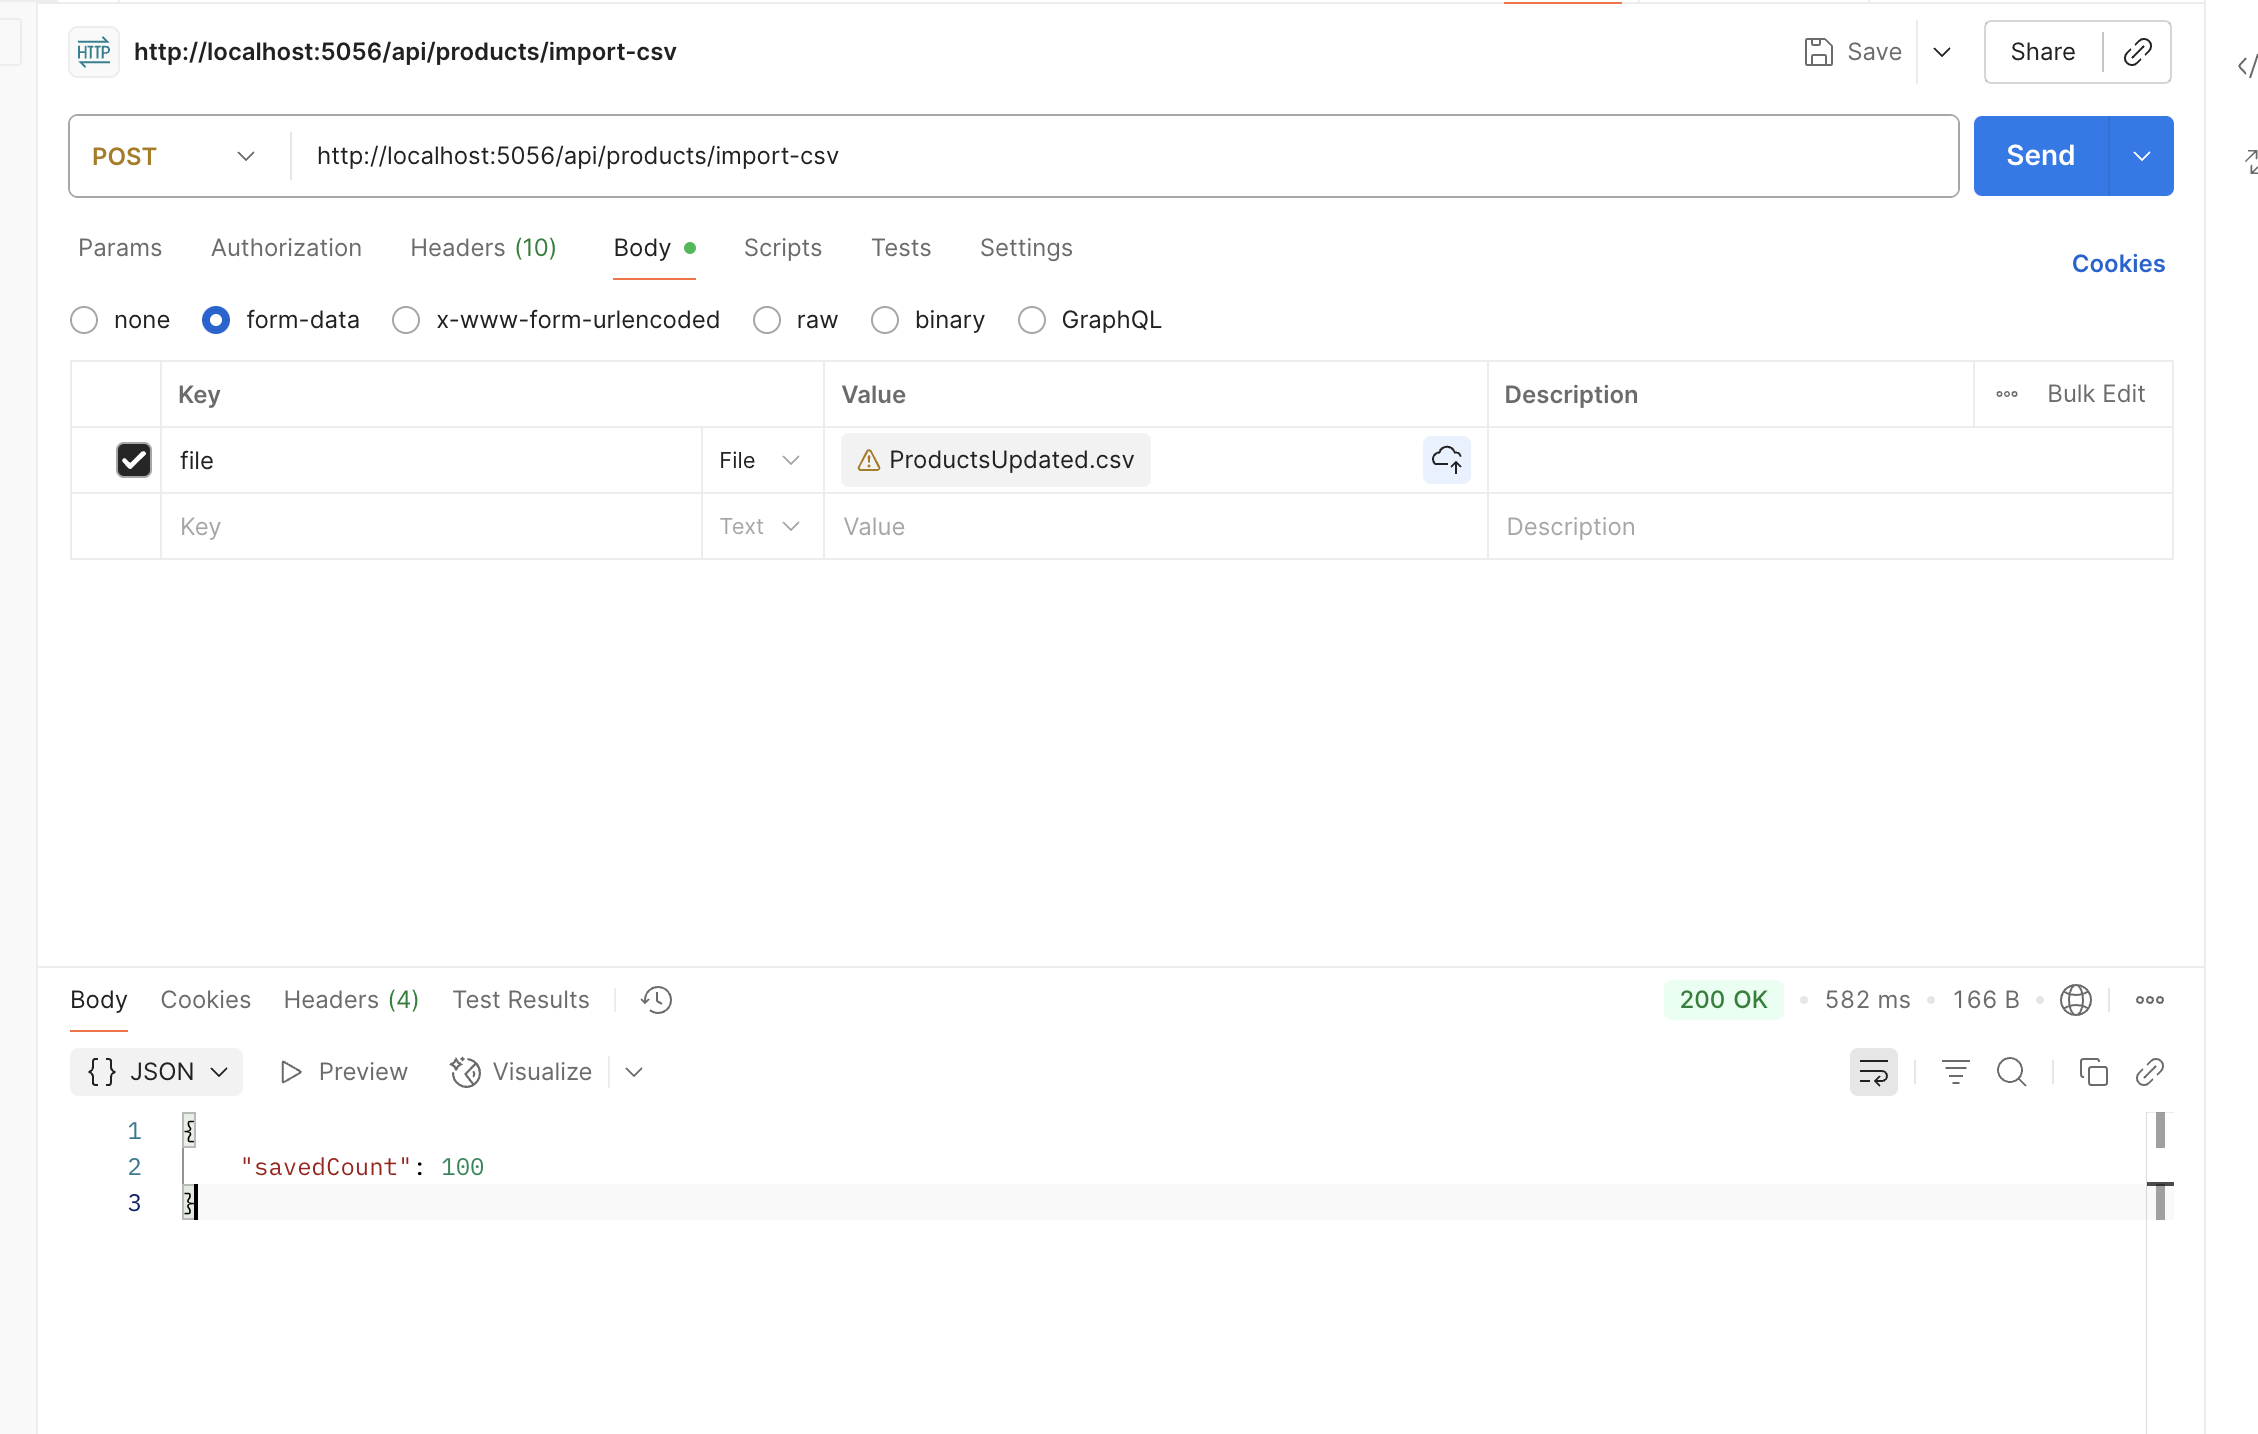 HTTP http://localhost:5056/api/products/import-csv Save Share
POST http://localhost:5056/api/products/import-csv Send
Params Authorization Headers (10) Body Scripts Tests Settings Cookies
none form-data x-www-form-urlencoded raw binary GraphQL
Key Value Description Bulk Edit
file File ProductsUpdated.csv
Key Text Value Description
Body Cookies Headers (4) Test Results 200 OK 582 ms 166 B
{} JSON Preview Visualize
1 {
2 "savedCount": 100
3 }